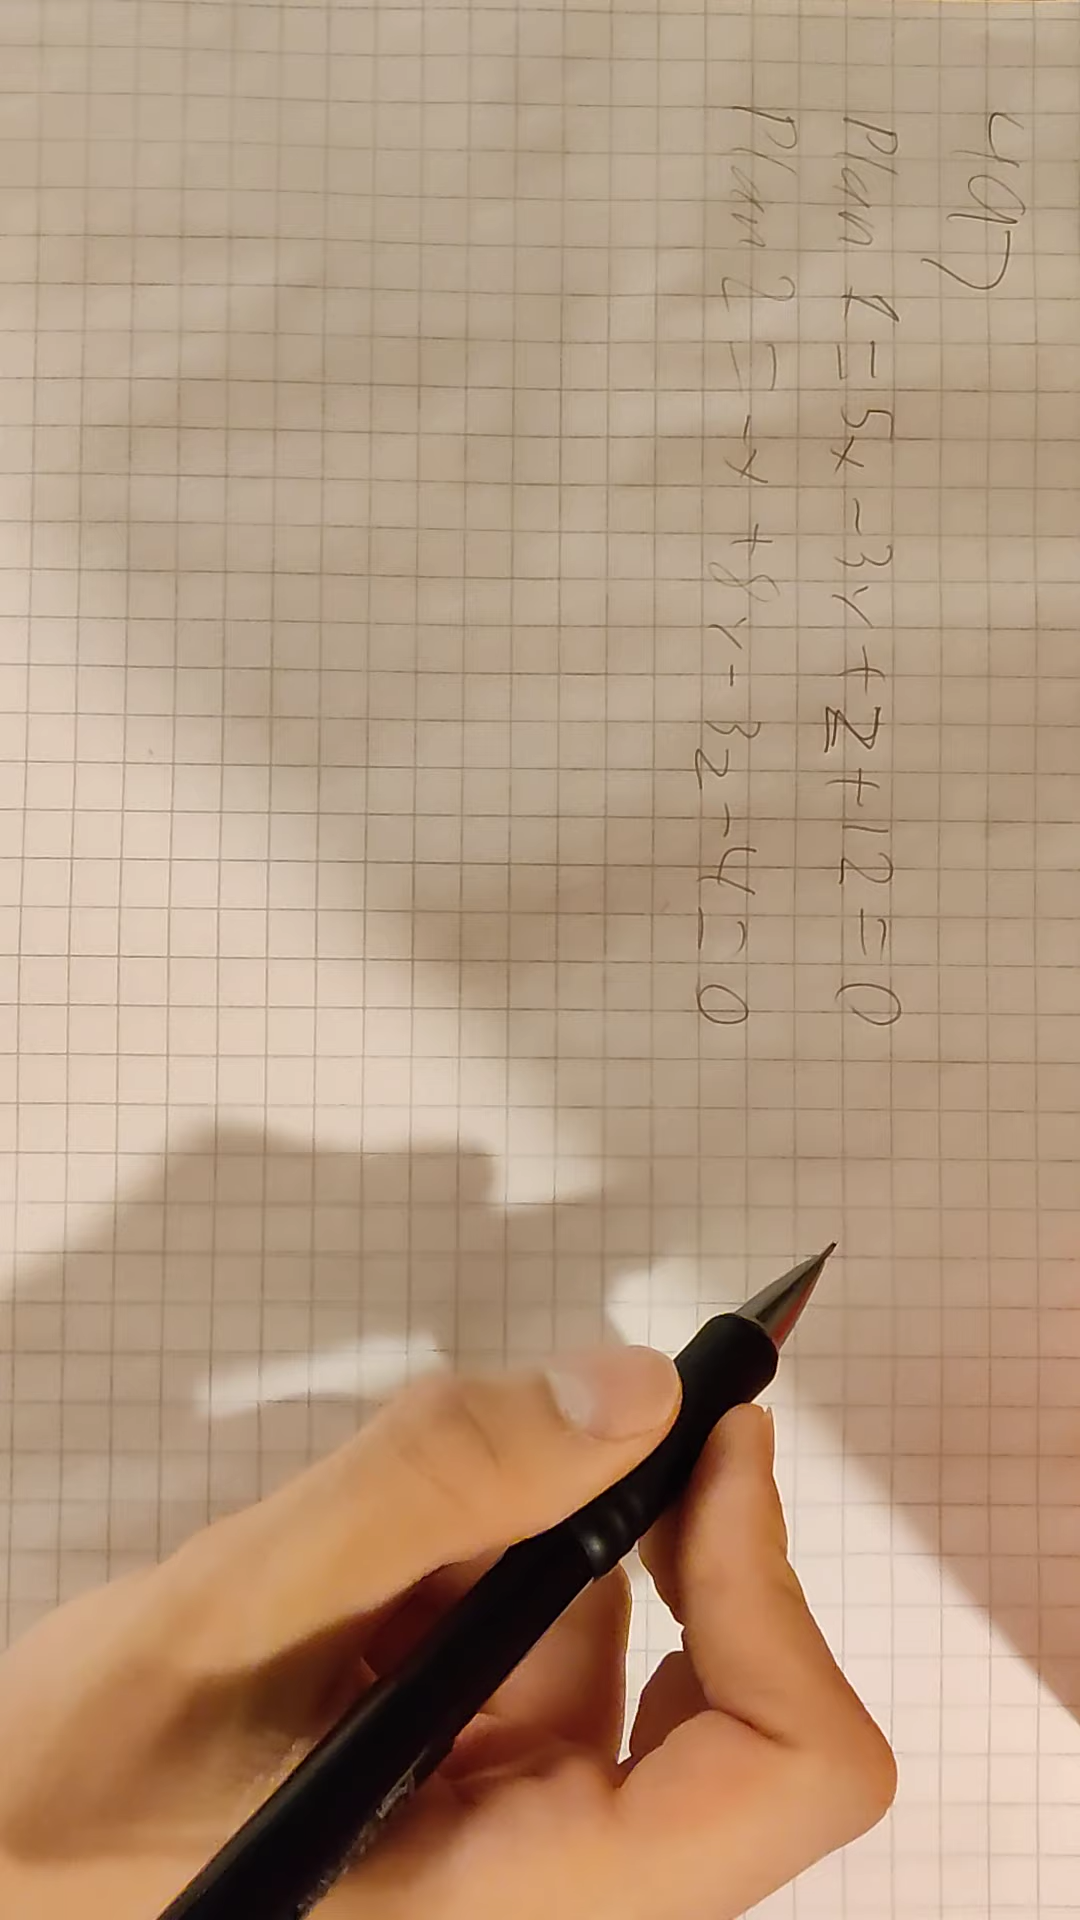 497
Plan 1 = 5x - 3y + z + 12 = 0
Plan 2 = -x + 8y - 3z - 4 = 0